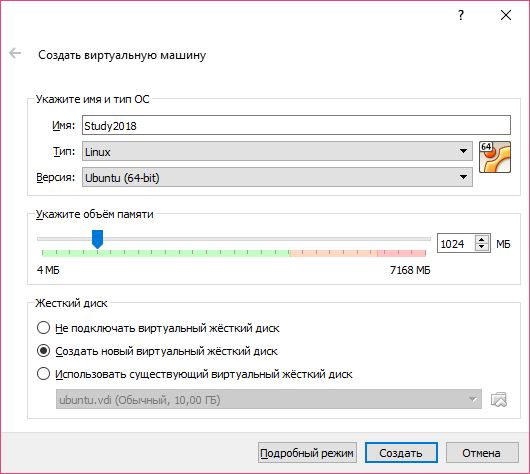 ?
Создать виртуальную машину
Укажите имя и тип ОС
Имя: Study2018
Тип: Linux
64
Версия: Ubuntu (64-bit)
Укажите объём памяти
1024 МБ
4 МБ 7168 МБ
Жесткий диск
Не подключать виртуальный жёсткий диск
Создать новый виртуальный жёсткий диск
Использовать существующий виртуальный жёсткий диск
ubuntu.vdi (Обычный, 10,00 ГБ)
Подробный режим Создать Отмена